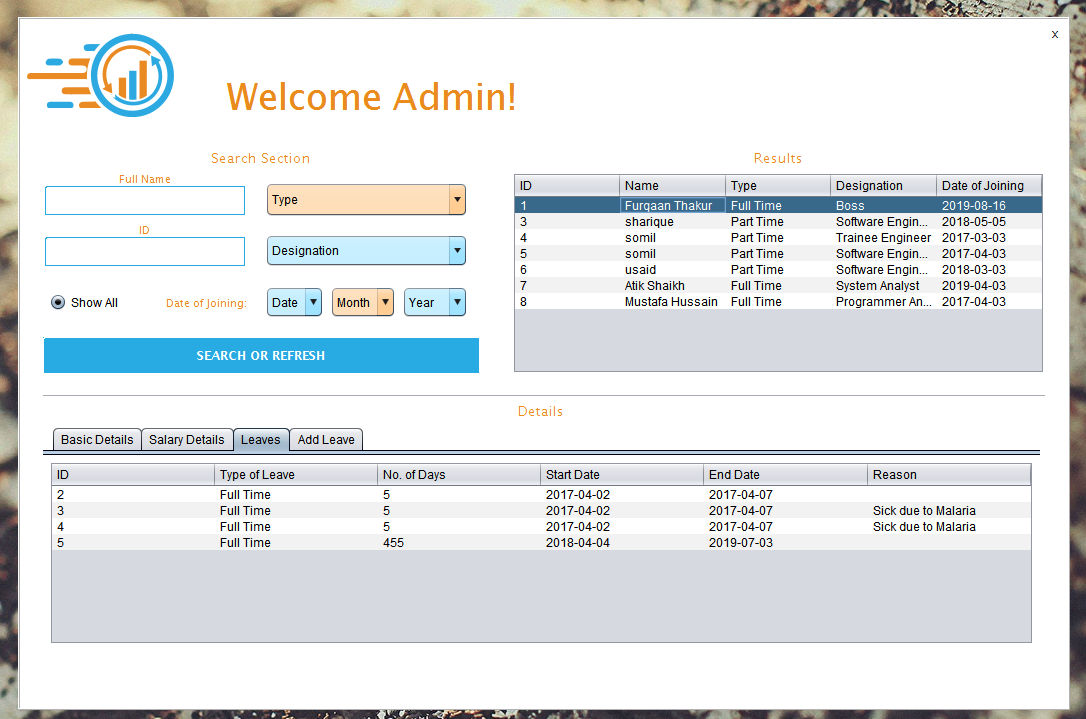 x
Welcome Admin!
Search Section
Full Name
Type
ID
Designation
Show All Date of Joining: Date Month Year
SEARCH OR REFRESH
Results
ID Name Type Designation Date of Joining
1 Furqaan Thakur Full Time Boss 2019-08-16
3 sharique Part Time Software Engin... 2018-05-05
4 somil Part Time Trainee Engineer 2017-03-03
5 somil Part Time Software Engin... 2017-04-03
6 usaid Part Time Software Engin... 2018-03-03
7 Atik Shaikh Full Time System Analyst 2019-04-03
8 Mustafa Hussain Full Time Programmer An... 2017-04-03
Details
Basic Details Salary Details Leaves Add Leave
ID Type of Leave No. of Days Start Date End Date Reason
2 Full Time 5 2017-04-02 2017-04-07
3 Full Time 5 2017-04-02 2017-04-07 Sick due to Malaria
4 Full Time 5 2017-04-02 2017-04-07 Sick due to Malaria
5 Full Time 455 2018-04-04 2019-07-03